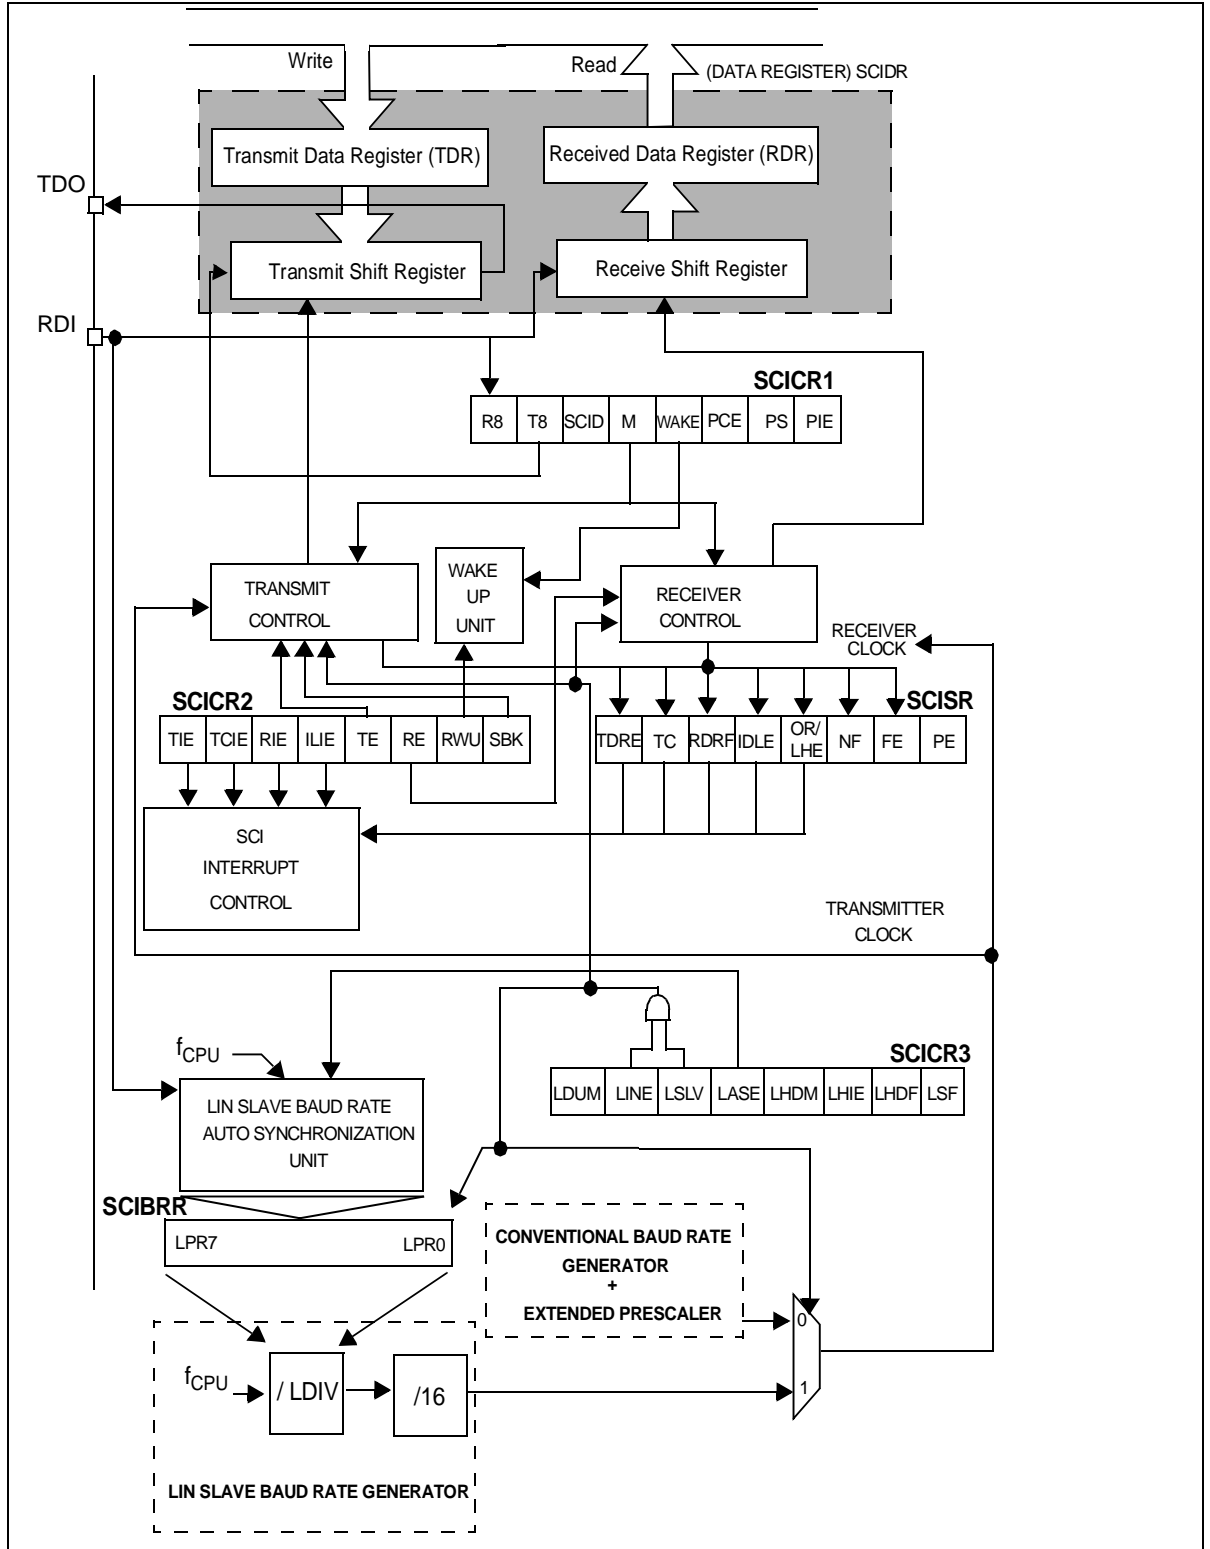 Write
Read
(DATA REGISTER) SCIDR
Transmit Data Register (TDR)
Received Data Register (RDR)
TDO
Transmit Shift Register
Receive Shift Register
RDI
SCICR1
R8 T8 SCID M WAKE PCE PS PIE
TRANSMIT
CONTROL
WAKE
UP
UNIT
RECEIVER
CONTROL
RECEIVER
CLOCK
SCICR2
TIE TCIE RIE ILIE TE RE RWU SBK
SCISR
TDRE TC RDRF IDLE OR/
LHE NF FE PE
SCI
INTERRUPT
CONTROL
TRANSMITTER
CLOCK
fCPU
SCICR3
LDUM LINE LSLV LASE LHDM LHIE LHDF LSF
LIN SLAVE BAUD RATE
AUTO SYNCHRONIZATION
UNIT
SCIBRR
LPR7 LPR0
CONVENTIONAL BAUD RATE
GENERATOR
+
EXTENDED PRESCALER
0
1
fCPU
/ LDIV
/16
LIN SLAVE BAUD RATE GENERATOR